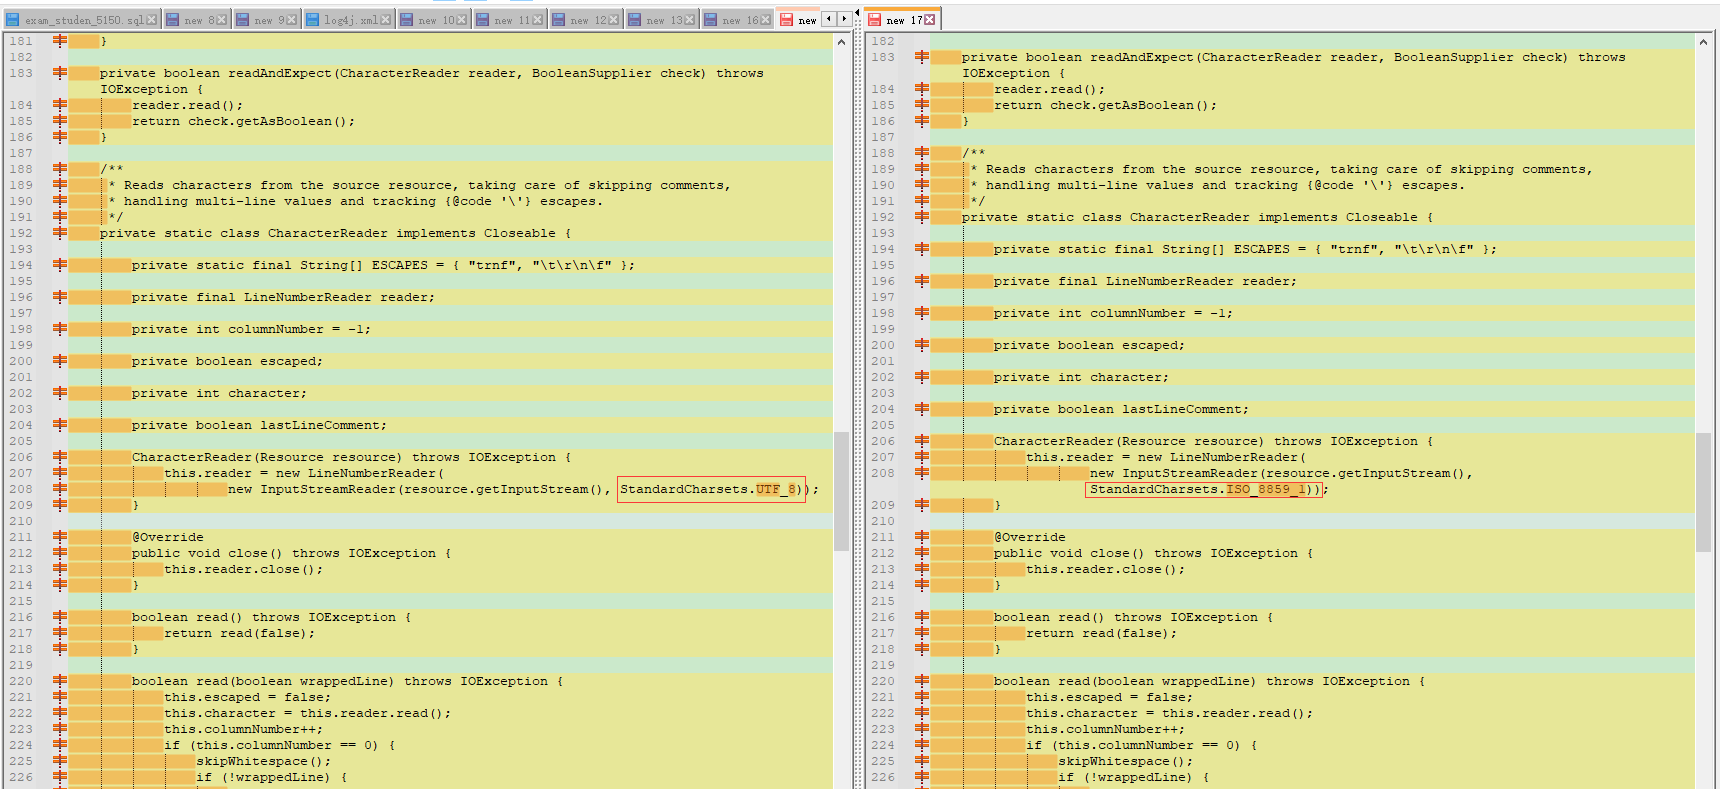 exam_studen_5150.sql
new 8
new 9
log4j.xml
new 10
new 11
new 12
new 13
new 16
new
181 }
182
183 private boolean readAndExpect(CharacterReader reader, BooleanSupplier check) throws
IOException {
184 reader.read();
185 return check.getAsBoolean();
186 }
187
188 /**
189 * Reads characters from the source resource, taking care of skipping comments,
190 * handling multi-line values and tracking {@code '\'} escapes.
191 */
192 private static class CharacterReader implements Closeable {
193
194 private static final String[] ESCAPES = { "trnf", "\t\r\n\f" };
195
196 private final LineNumberReader reader;
197
198 private int columnNumber = -1;
199
200 private boolean escaped;
201
202 private int character;
203
204 private boolean lastLineComment;
205
206 CharacterReader(Resource resource) throws IOException {
207 this.reader = new LineNumberReader(
208 new InputStreamReader(resource.getInputStream(), StandardCharsets.UTF_8));
209 }
210
211 @Override
212 public void close() throws IOException {
213 this.reader.close();
214 }
215
216 boolean read() throws IOException {
217 return read(false);
218 }
219
220 boolean read(boolean wrappedLine) throws IOException {
221 this.escaped = false;
222 this.character = this.reader.read();
223 this.columnNumber++;
224 if (this.columnNumber == 0) {
225 skipWhitespace();
226 if (!wrappedLine) {
new 17
182
183 private boolean readAndExpect(CharacterReader reader, BooleanSupplier check) throws
IOException {
184 reader.read();
185 return check.getAsBoolean();
186 }
187
188 /**
189 * Reads characters from the source resource, taking care of skipping comments,
190 * handling multi-line values and tracking {@code '\'} escapes.
191 */
192 private static class CharacterReader implements Closeable {
193
194 private static final String[] ESCAPES = { "trnf", "\t\r\n\f" };
195
196 private final LineNumberReader reader;
197
198 private int columnNumber = -1;
199
200 private boolean escaped;
201
202 private int character;
203
204 private boolean lastLineComment;
205
206 CharacterReader(Resource resource) throws IOException {
207 this.reader = new LineNumberReader(
208 new InputStreamReader(resource.getInputStream(),
StandardCharsets.ISO_8859_1));
209 }
210
211 @Override
212 public void close() throws IOException {
213 this.reader.close();
214 }
215
216 boolean read() throws IOException {
217 return read(false);
218 }
219
220 boolean read(boolean wrappedLine) throws IOException {
221 this.escaped = false;
222 this.character = this.reader.read();
223 this.columnNumber++;
224 if (this.columnNumber == 0) {
225 skipWhitespace();
226 if (!wrappedLine) {